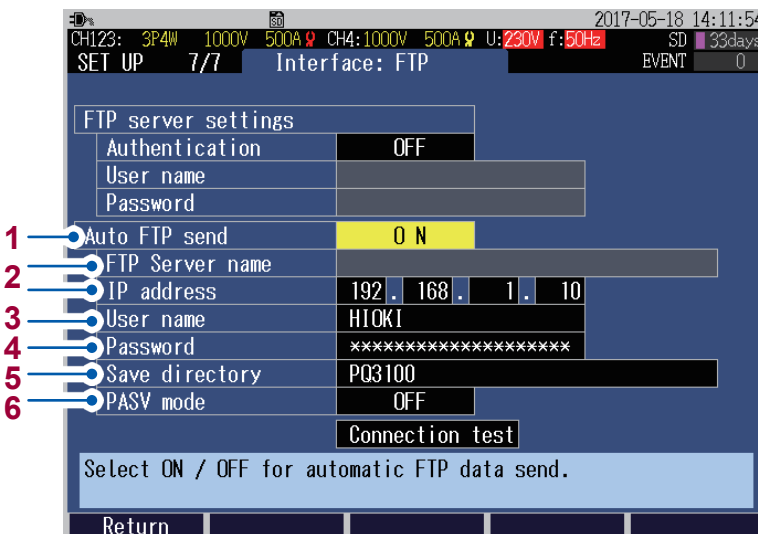 SD 2017-05-18 14:11:54
CH123: 3P4W 1000V 500A CH4:1000V 500A U:230V f:50Hz SD 33days
SET UP 7/7 Interface: FTP EVENT 0
FTP server settings
Authentication OFF
User name
Password
1 Auto FTP send ON
2 FTP Server name
IP address 192. 168. 1. 10
3 User name HIOKI
4 Password ********************
5 Save directory PQ3100
6 PASV mode OFF
Connection test
Select ON / OFF for automatic FTP data send.
Return